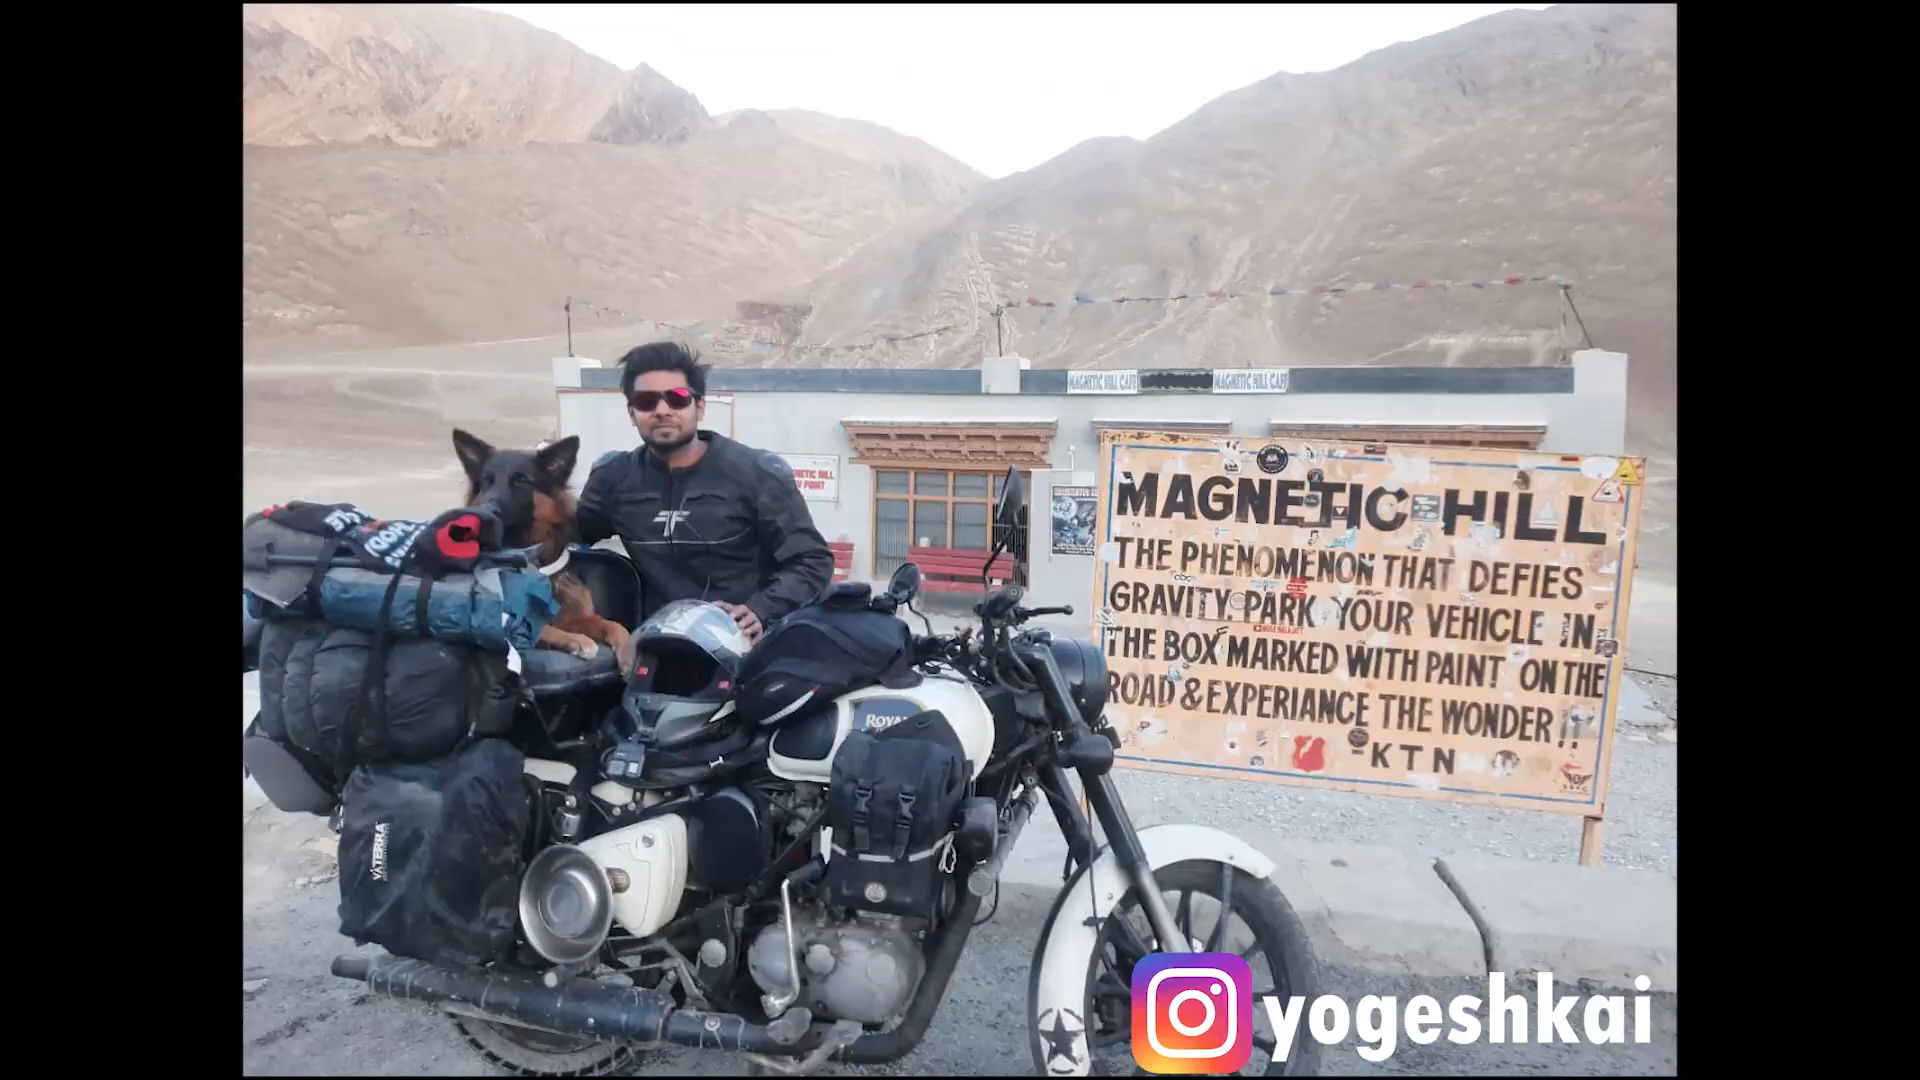 MAGNETIC HILL CAFE
MAGNETIC HILL CAFE
MAGNETIC HILL
THE PHENOMENON THAT DEFIES
GRAVITY. PARK YOUR VEHICLE IN
THE BOX MARKED WITH PAINT ON THE
ROAD & EXPERIANCE THE WONDER !!
KTN
ROYAL
VIATERRA
yogeshkai